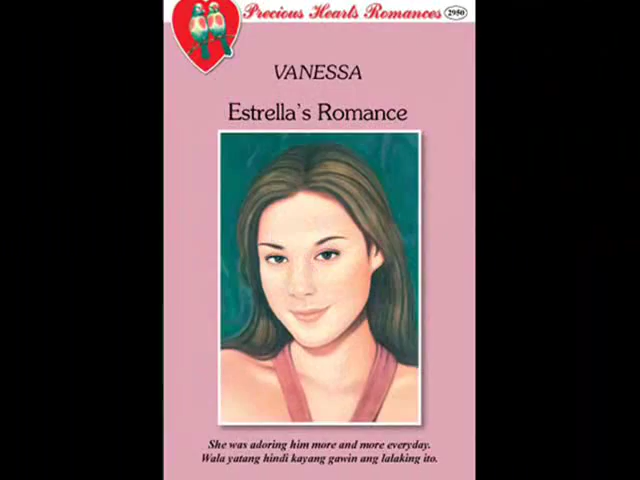 Precious Hearts Romances 2950
VANESSA
Estrella's Romance
She was adoring him more and more everyday.
Wala yatang hindi kayang gawin ang lalaking ito.